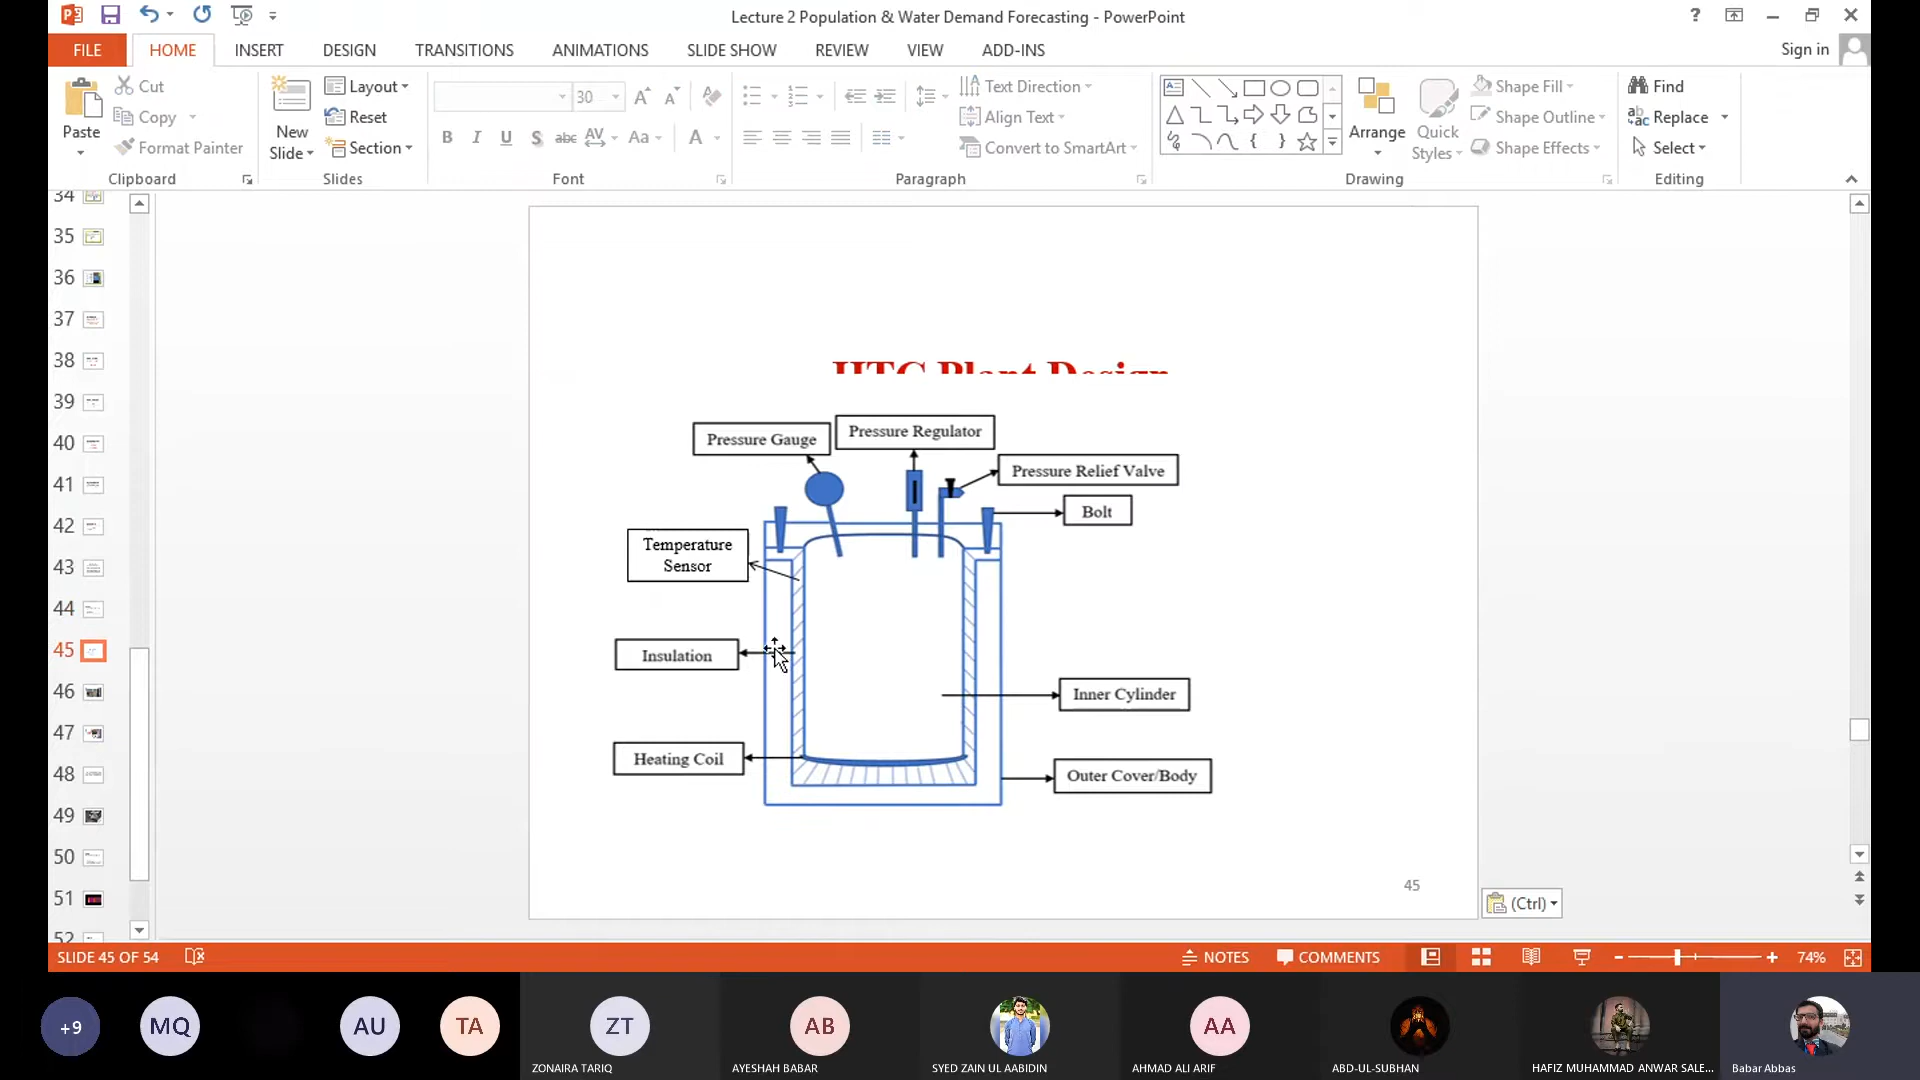 Lecture 2 Population & Water Demand Forecasting - PowerPoint
?
FILE
HOME
INSERT
DESIGN
TRANSITIONS
ANIMATIONS
SLIDE SHOW
REVIEW
VIEW
ADD-INS
Sign in
Paste
Cut
Copy
Format Painter
Clipboard
New
Slide
Layout
Reset
Section
Slides
30
B I U S abc AV Aa A
Font
Text Direction
Align Text
Convert to SmartArt
Paragraph
Arrange
Quick
Styles
Shape Fill
Shape Outline
Shape Effects
Drawing
Find
Replace
Select
Editing
34
35
36
37
38
39
40
41
42
43
44
45
46
47
48
49
50
51
52
HTC Plant Design
Pressure Gauge
Pressure Regulator
Pressure Relief Valve
Bolt
Temperature
Sensor
Insulation
Inner Cylinder
Heating Coil
Outer Cover/Body
45
(Ctrl)
SLIDE 45 OF 54
NOTES
COMMENTS
74%
+9
MQ
AU
TA
ZT
AB
AA
ZONAIRA TARIQ
AYESHAH BABAR
SYED ZAIN UL AABIDIN
AHMAD ALI ARIF
ABD-UL-SUBHAN
HAFIZ MUHAMMAD ANWAR SALE...
Babar Abbas